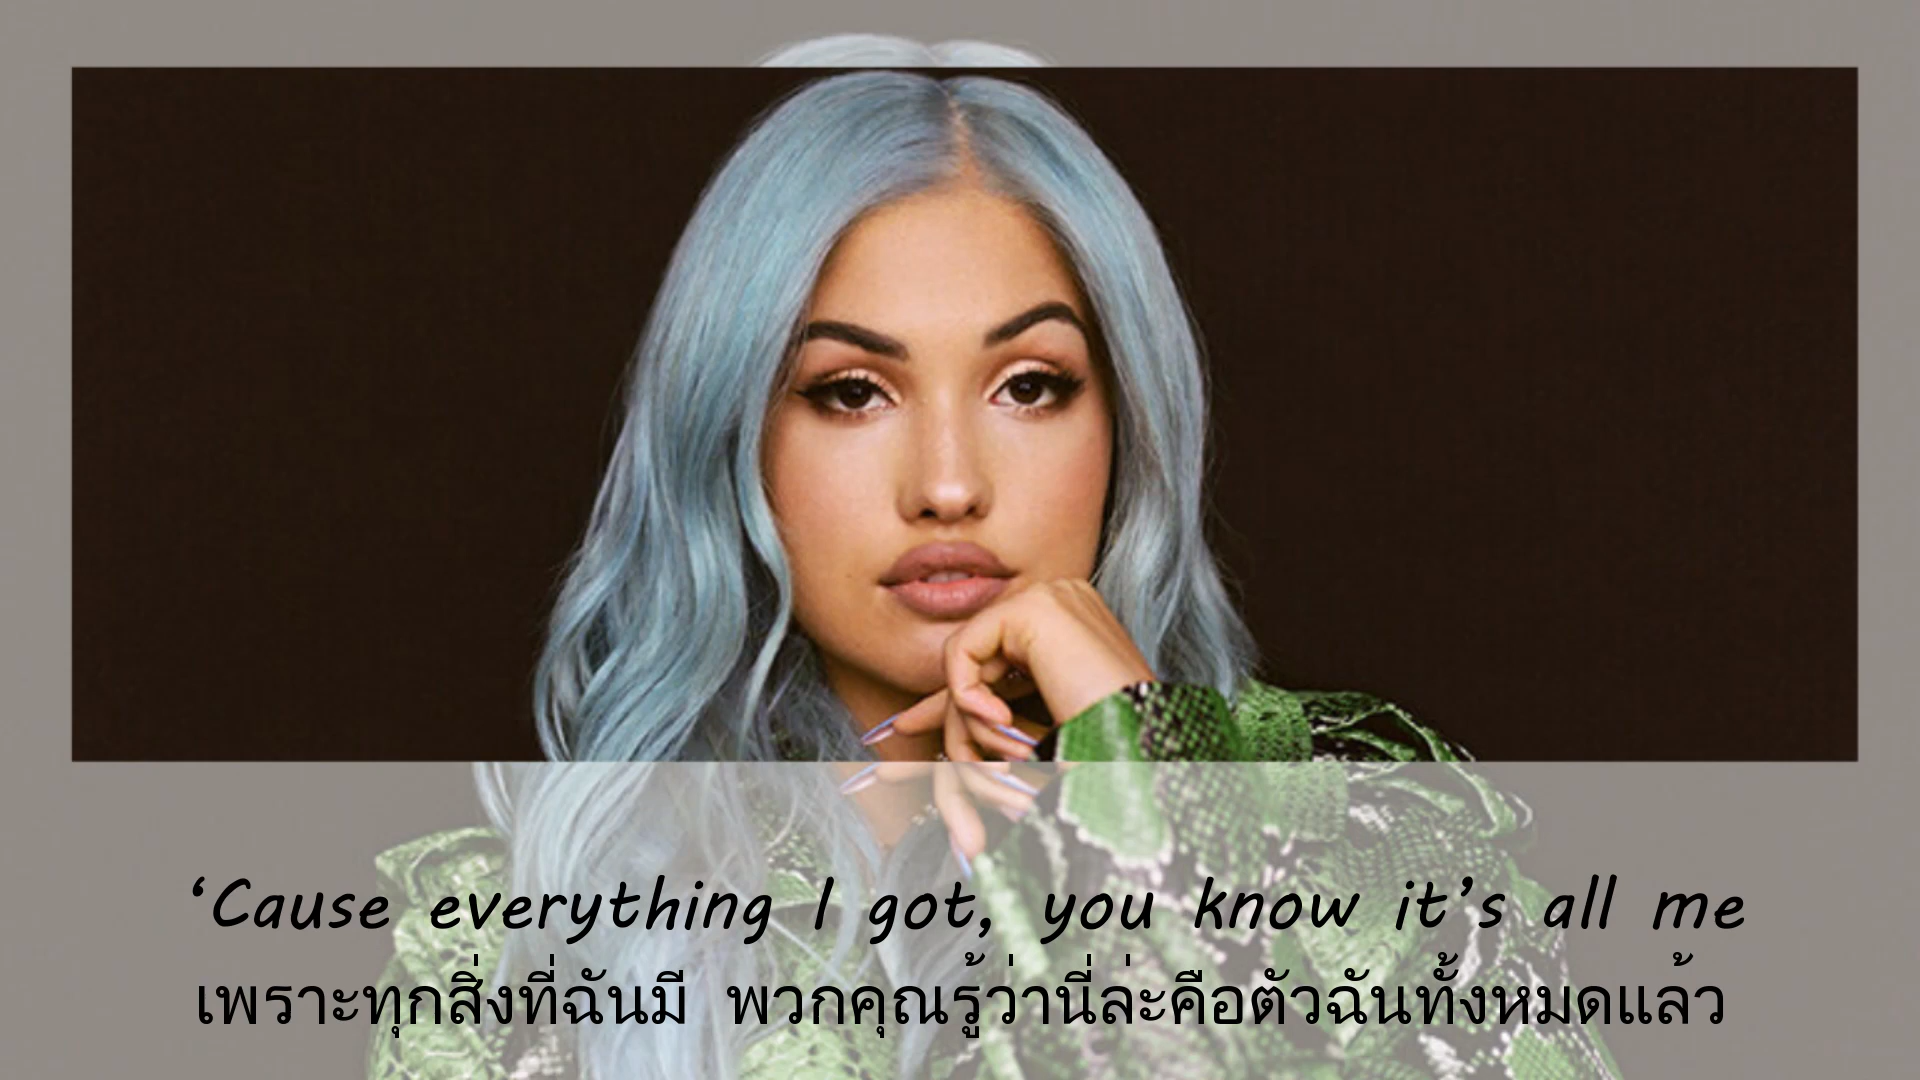 ‘Cause everything I got, you know it’s all me
เพราะทุกสิ่งที่ฉันมี พวกคุณรู้ว่านี่ล่ะคือตัวฉันทั้งหมดแล้ว